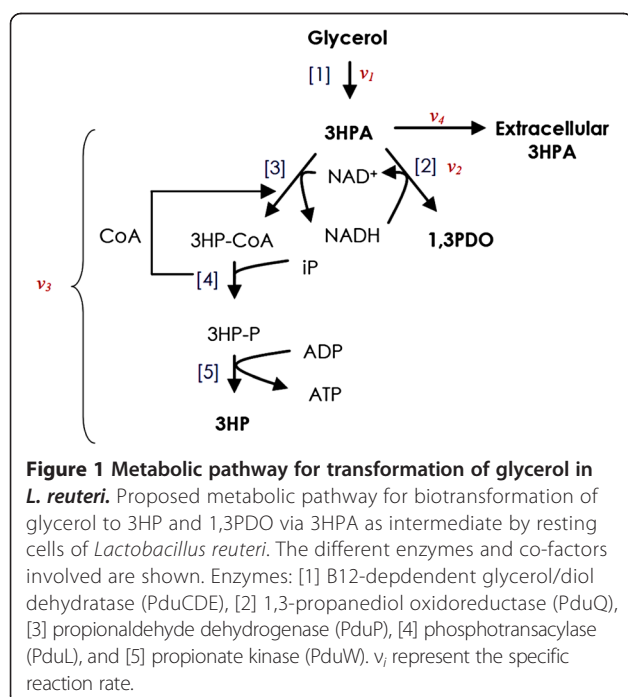 Glycerol
[1] v1
3HPA v4 Extracellular 3HPA
[3] NAD+ [2] v2
CoA 3HP-CoA NADH 1,3PDO
v3 [4] iP
3HP-P
[5] ADP
ATP
3HP
Figure 1 Metabolic pathway for transformation of glycerol in
L. reuteri. Proposed metabolic pathway for biotransformation of
glycerol to 3HP and 1,3PDO via 3HPA as intermediate by resting
cells of Lactobacillus reuteri. The different enzymes and co-factors
involved are shown. Enzymes: [1] B12-depdendent glycerol/diol
dehydratase (PduCDE), [2] 1,3-propanediol oxidoreductase (PduQ),
[3] propionaldehyde dehydrogenase (PduP), [4] phosphotransacylase
(PduL), and [5] propionate kinase (PduW). νi represent the specific
reaction rate.